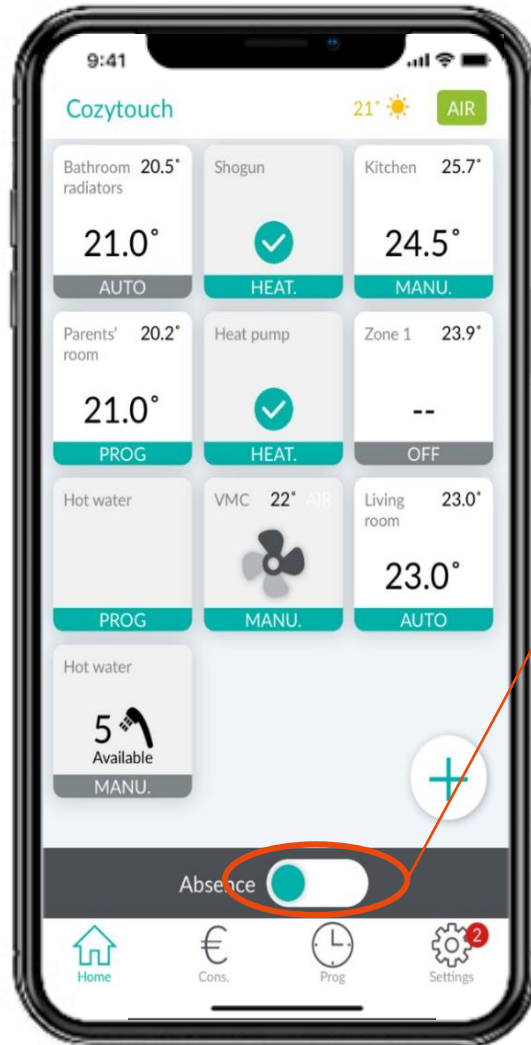 9:41
Cozytouch 21° AIR
Bathroom 20.5°
radiators
21.0°
AUTO
Shogun
HEAT.
Kitchen 25.7°
24.5°
MANU.
Parents' 20.2°
room
21.0°
PROG
Heat pump
HEAT.
Zone 1 23.9°
--
OFF
Hot water
PROG
VMC 22° AIR
MANU.
Living 23.0°
room
23.0°
AUTO
Hot water
5
Available
MANU.
+
Absence
Home
€
Cons.
Prog
2
Settings